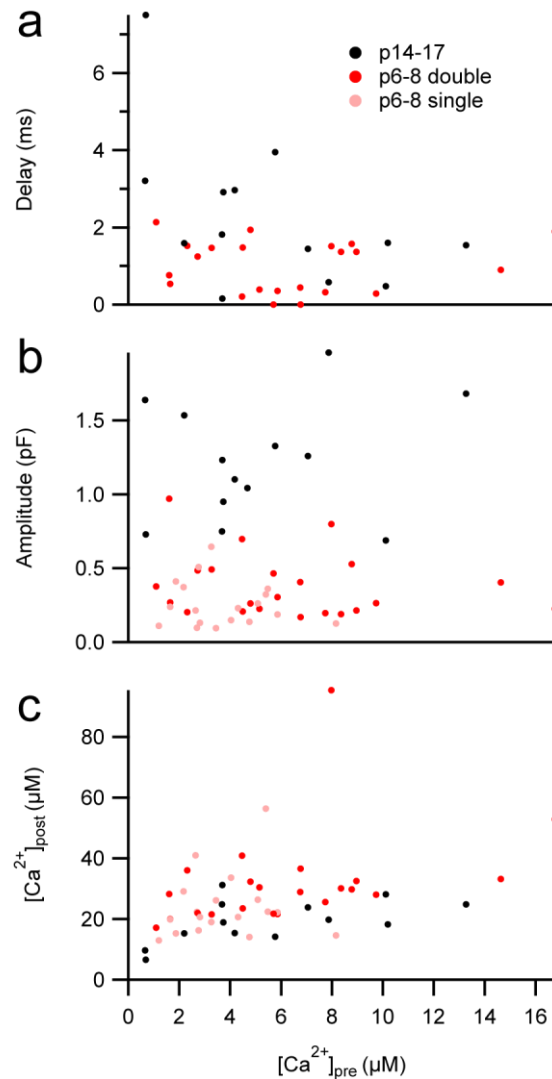 a
p14-17
p6-8 double
p6-8 single
Delay (ms)
6
4
2
0
b
Amplitude (pF)
1.5
1.0
0.5
0.0
c
[Ca²⁺]post (μM)
80
60
40
20
0
0 2 4 6 8 10 12 14 16
[Ca²⁺]pre (μM)